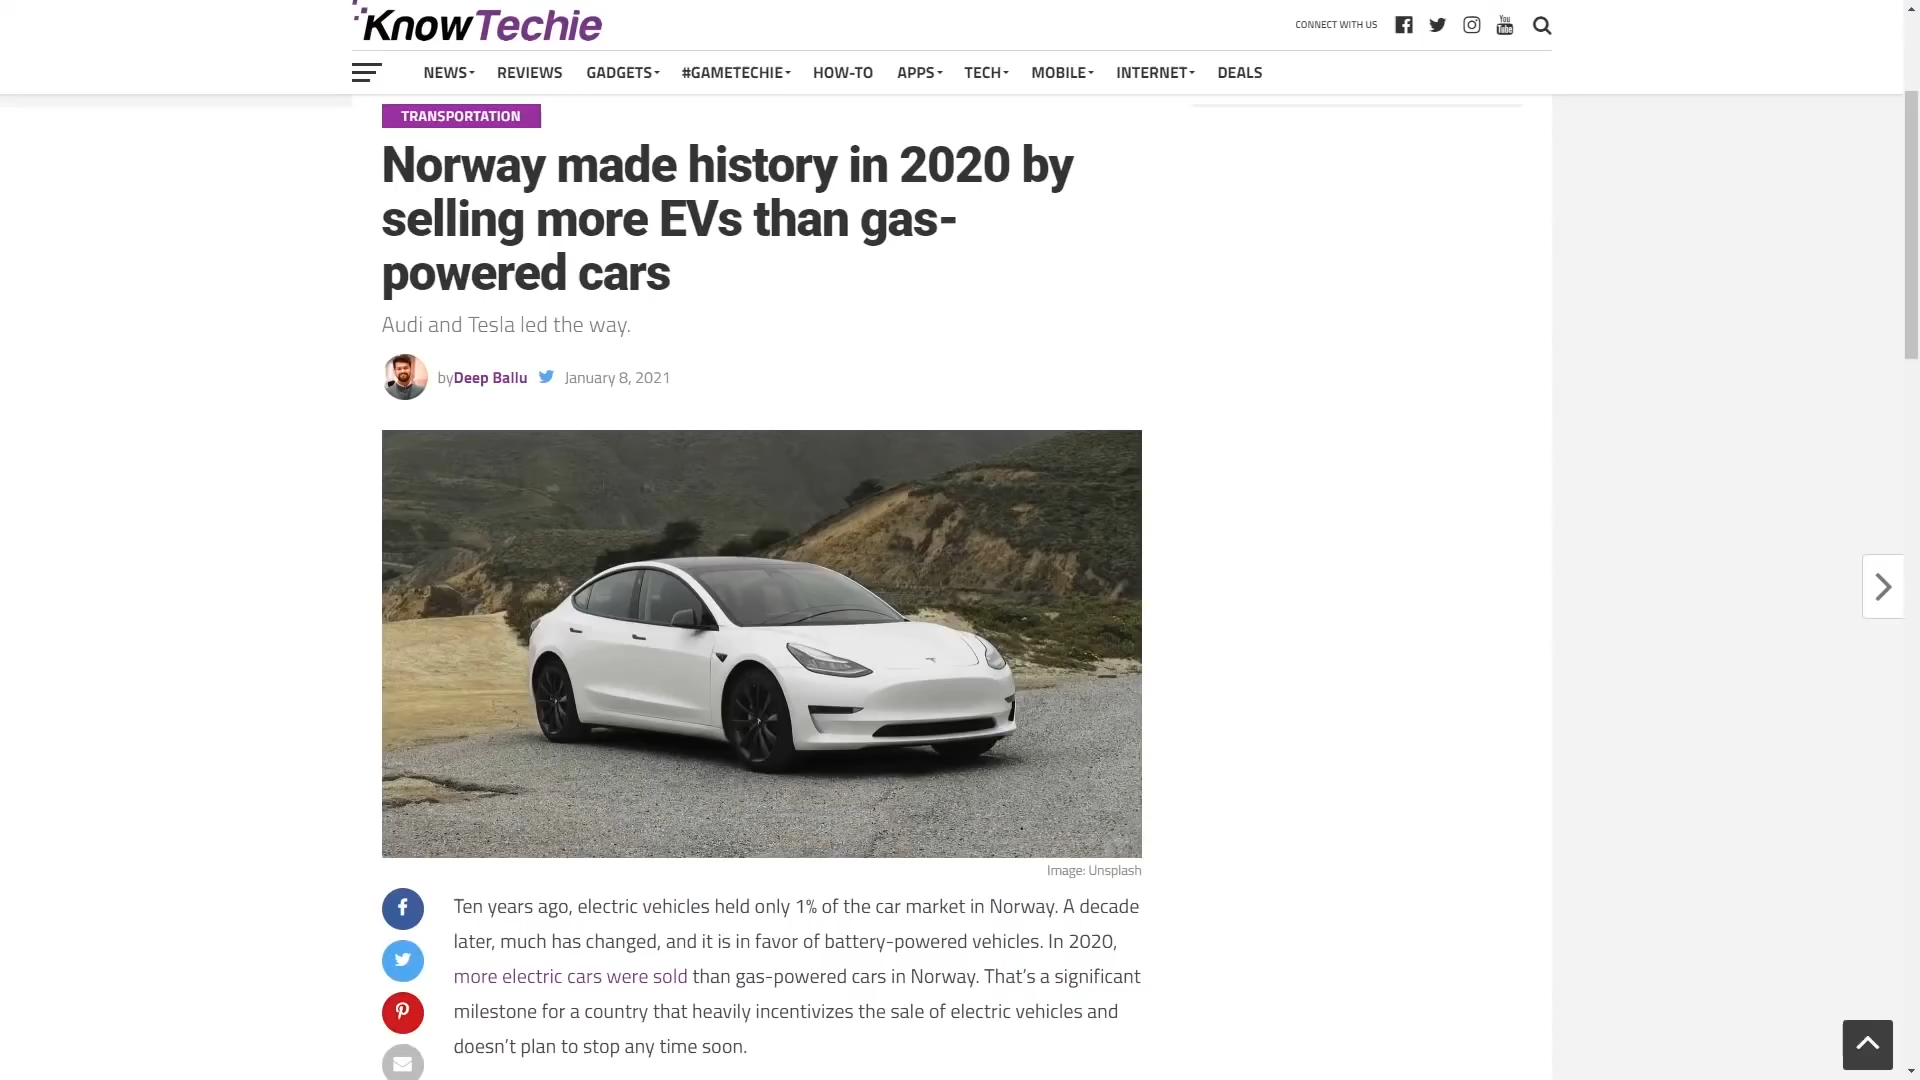 KnowTechie
CONNECT WITH US
You
Tube
NEWS REVIEWS GADGETS #GAMETECHIE HOW-TO APPS TECH MOBILE INTERNET DEALS
TRANSPORTATION
Norway made history in 2020 by
selling more EVs than gas-
powered cars
Audi and Tesla led the way.
by Deep Ballu January 8, 2021
Image: Unsplash
Ten years ago, electric vehicles held only 1% of the car market in Norway. A decade
later, much has changed, and it is in favor of battery-powered vehicles. In 2020,
more electric cars were sold than gas-powered cars in Norway. That’s a significant
milestone for a country that heavily incentivizes the sale of electric vehicles and
doesn’t plan to stop any time soon.